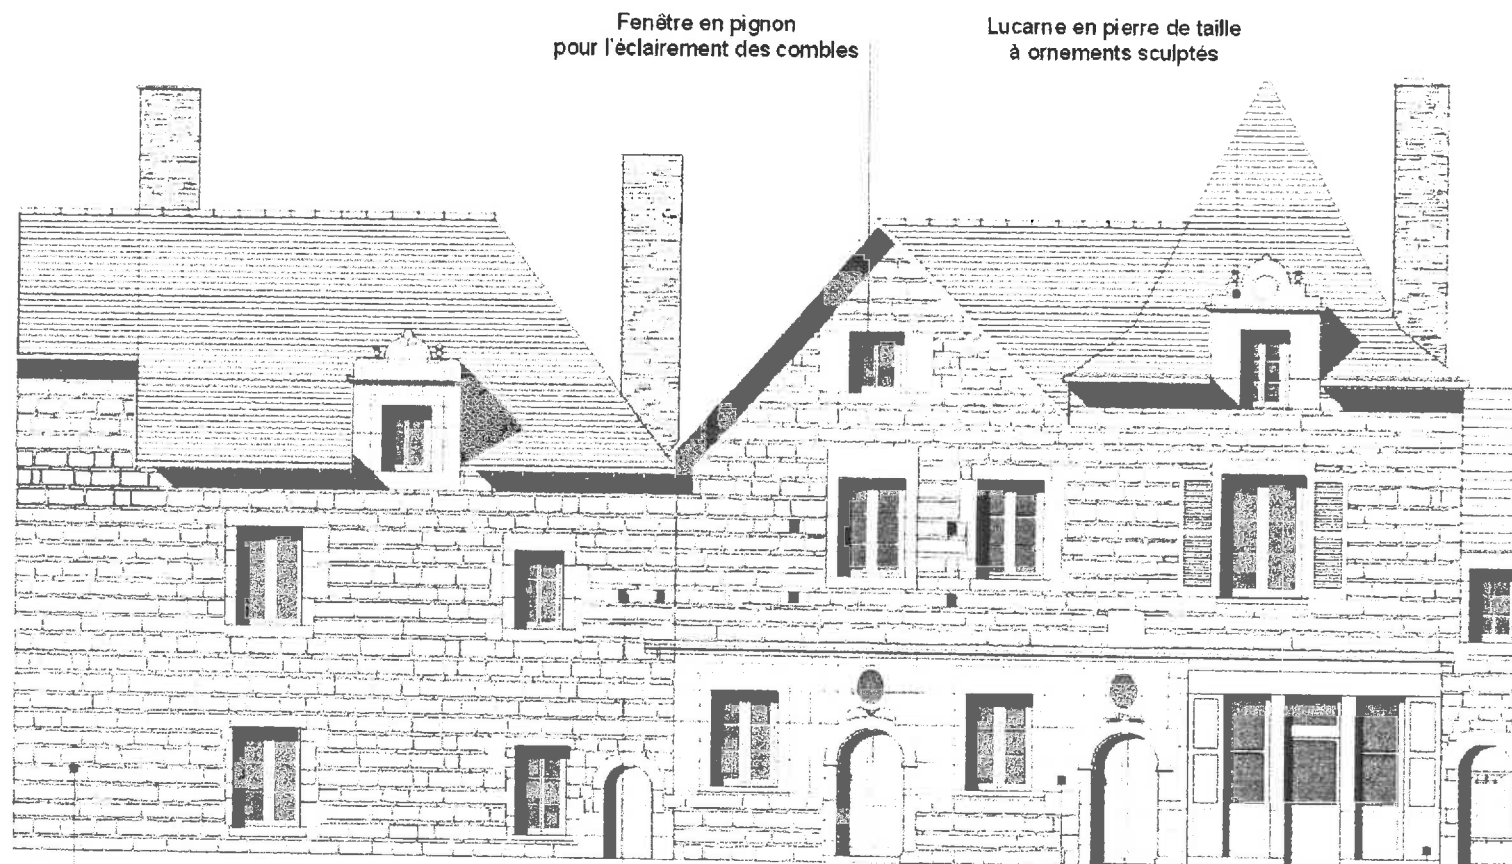 Fenêtre en pignon
pour l'éclairement des combles
Lucarne en pierre de taille
à ornements sculptés